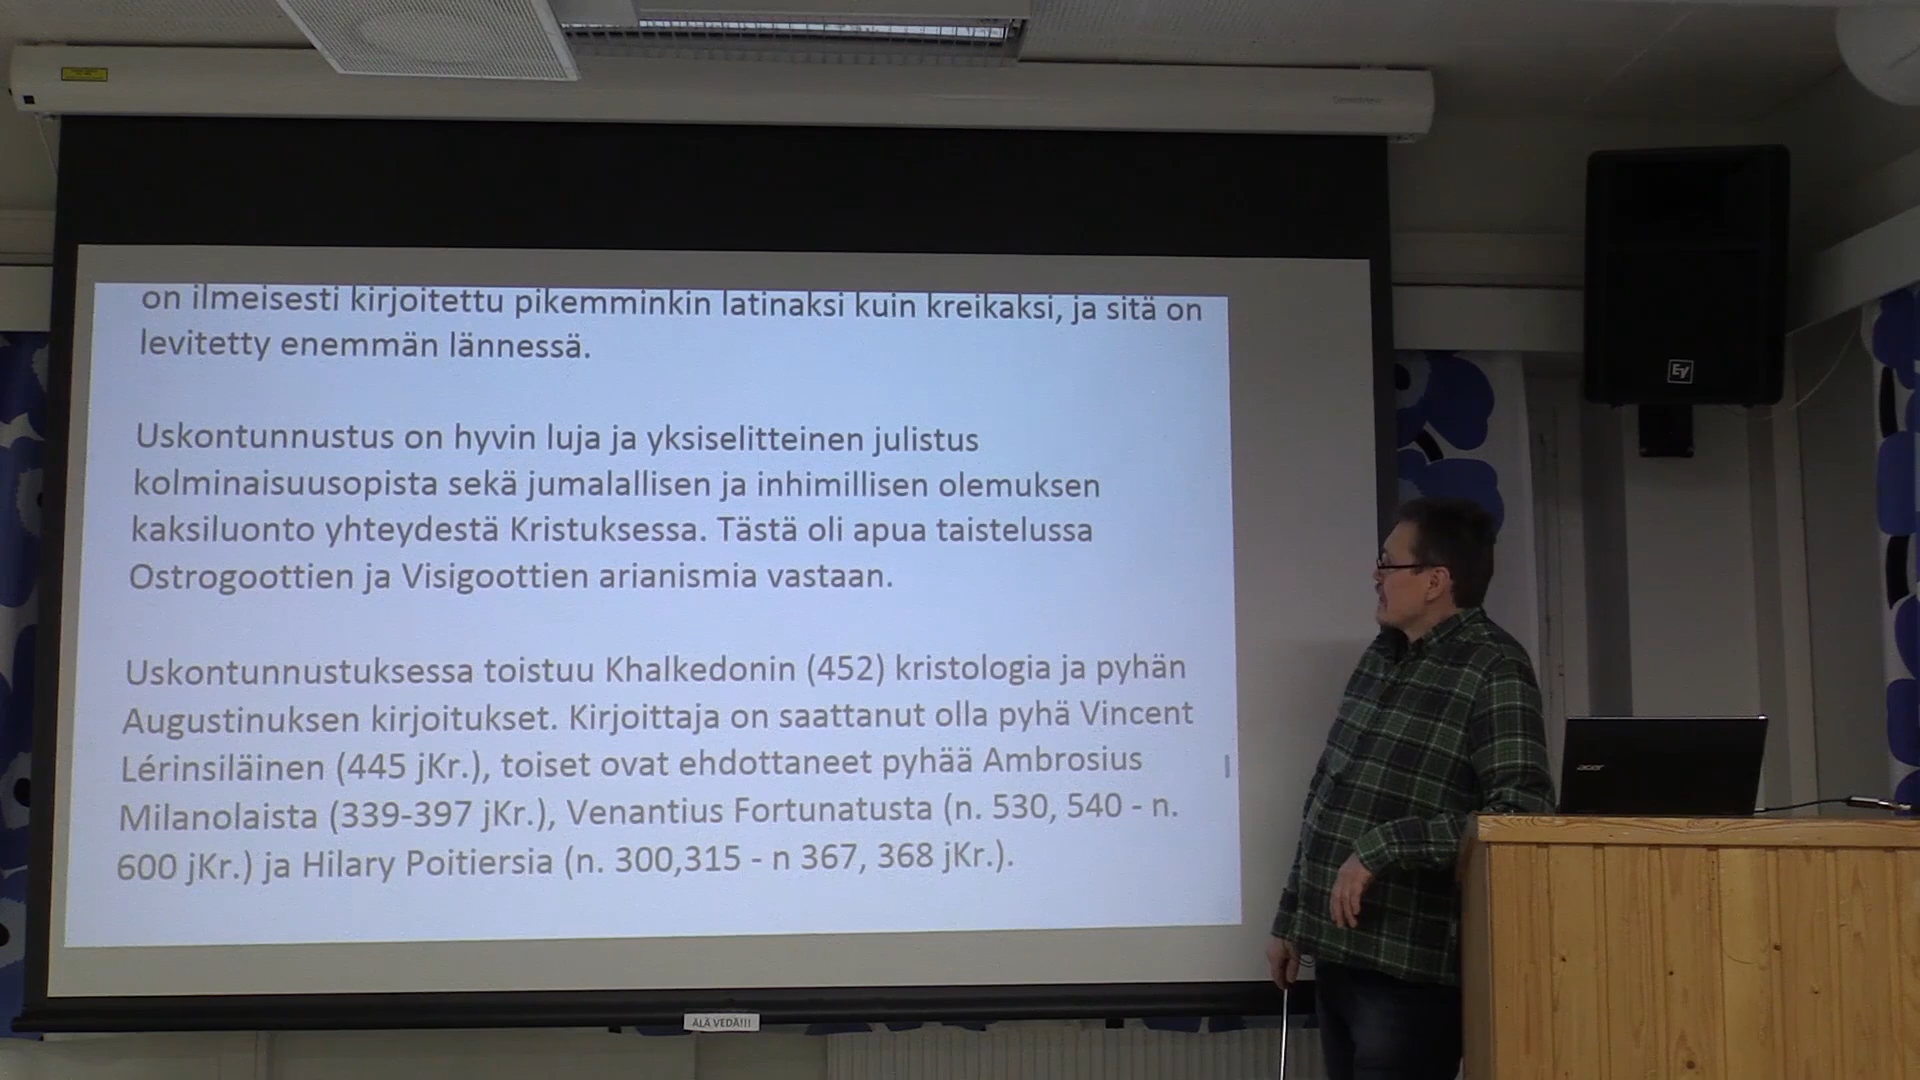 on ilmeisesti kirjoitettu pikemminkin latinaksi kuin kreikaksi, ja sitä on
levitetty enemmän lännessä.
Uskontunnustus on hyvin luja ja yksiselitteinen julistus
kolminaisuusopista sekä jumalallisen ja inhimillisen olemuksen
kaksiluonto yhteydestä Kristuksessa. Tästä oli apua taistelussa
Ostrogoottien ja Visigoottien arianismia vastaan.
Uskontunnustuksessa toistuu Khalkedonin (452) kristologia ja pyhän
Augustinuksen kirjoitukset. Kirjoittaja on saattanut olla pyhä Vincent
Lérinsiläinen (445 jKr.), toiset ovat ehdottaneet pyhää Ambrosius
Milanolaista (339-397 jKr.), Venantius Fortunatusta (n. 530, 540 - n.
600 jKr.) ja Hilary Poitiersia (n. 300,315 - n 367, 368 jKr.).
ÄLÄ VEDÄ!!!
EV
acer